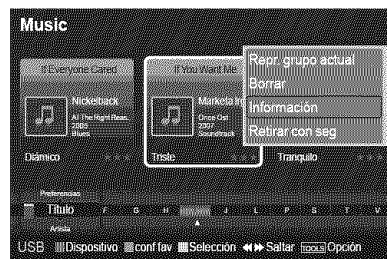 Music
If Everyone Cared
If You Want Me
Repr. grupo actual
Borrar
Información
Retirar con seg
Nickelback
All The Right Reas.
2005
Blues
Marketa Ir
Once Ost
2007
Soundtrack
Diámico
Triste
Tranquilo
Preferencias
Título F G H J L P S T V
Artista
USB Dispositivo conf fav Selección Saltar TOOLS Opción